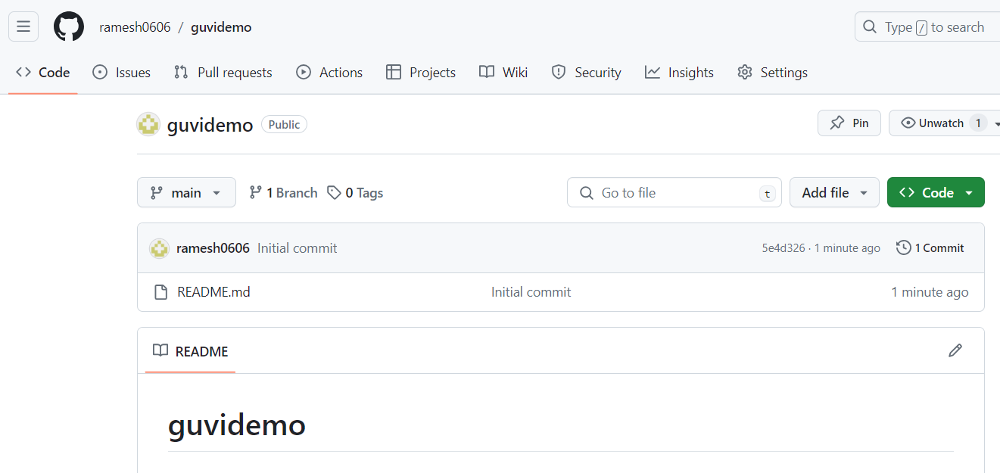 ramesh0606 / guvidemo Type / to search
Code Issues Pull requests Actions Projects Wiki Security Insights Settings
guvidemo Public Pin Unwatch 1
main 1 Branch 0 Tags Go to file t Add file Code
ramesh0606 Initial commit 5e4d326 · 1 minute ago 1 Commit
README.md Initial commit 1 minute ago
README
guvidemo